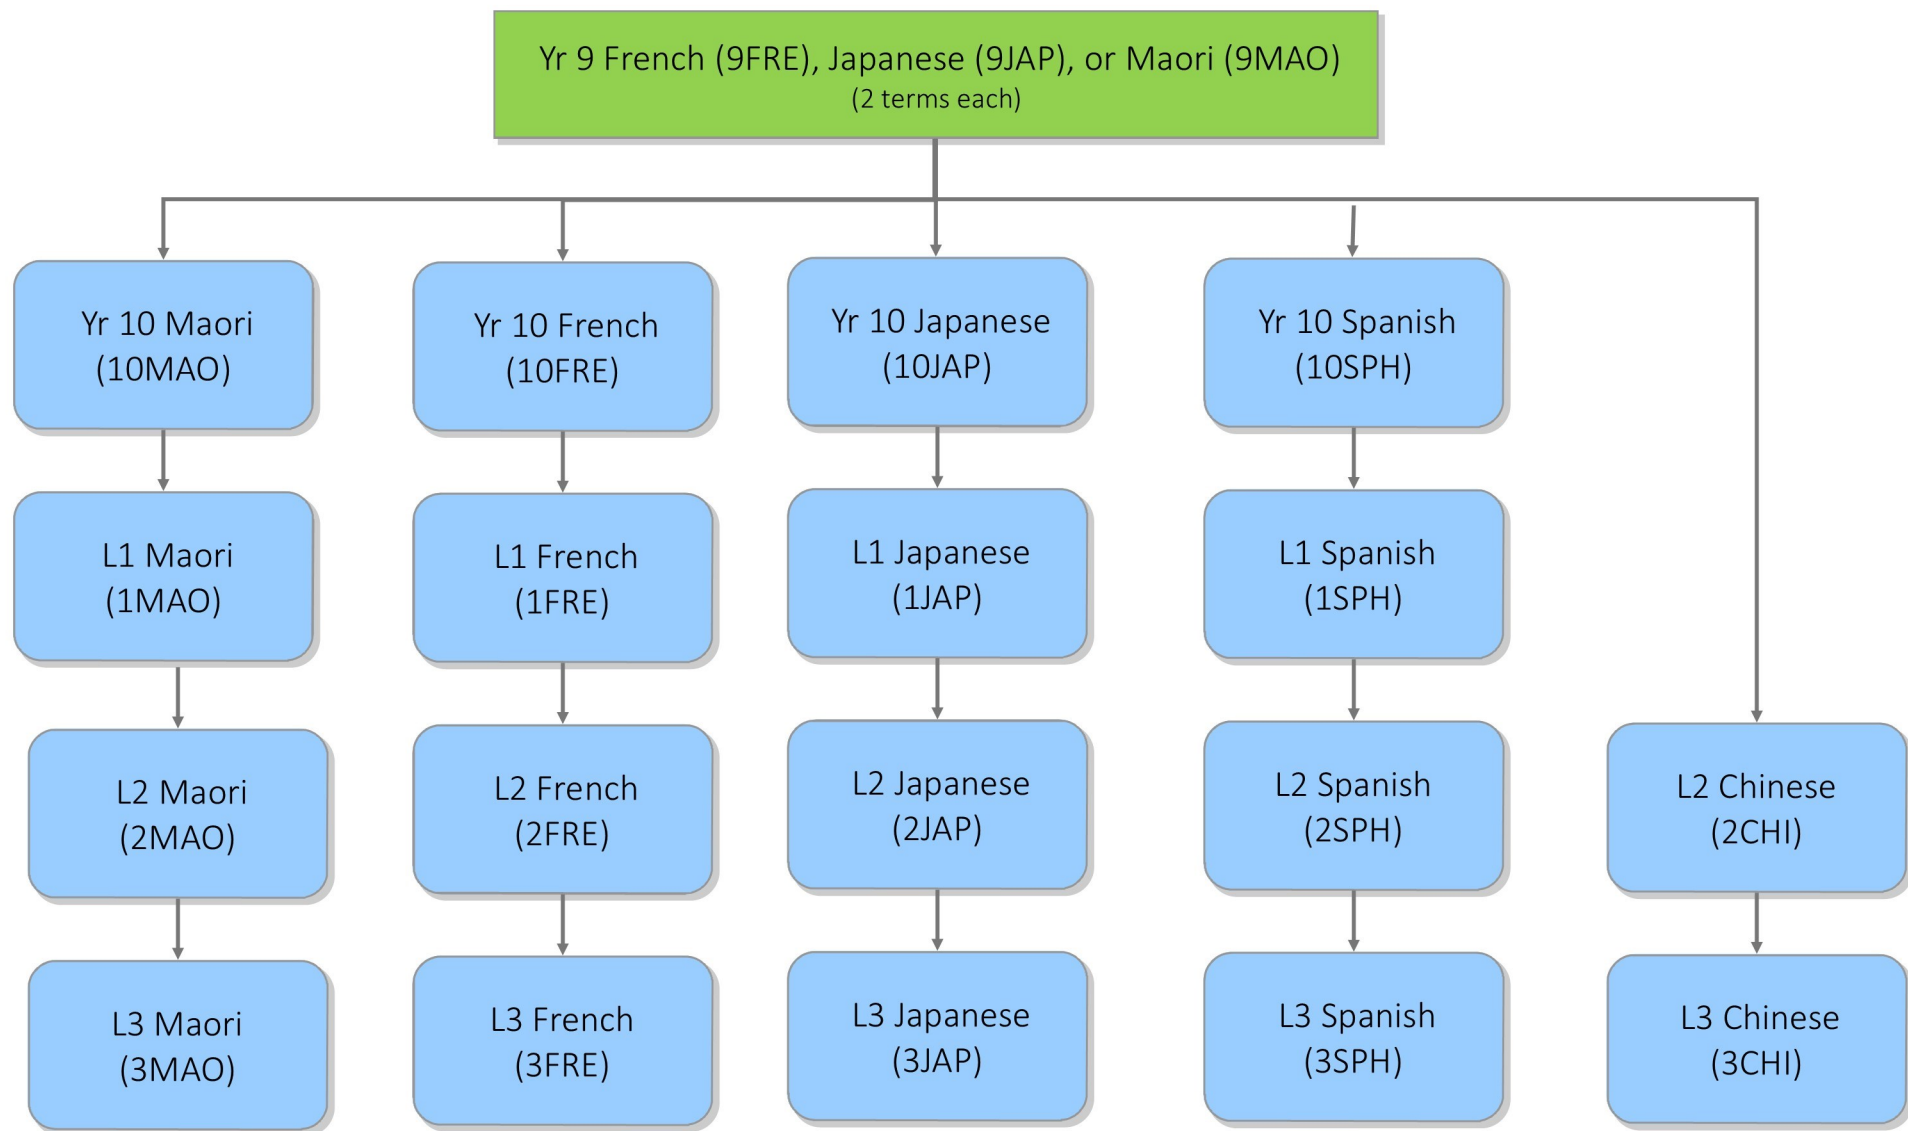 Yr 9 French (9FRE), Japanese (9JAP), or Maori (9MAO)
(2 terms each)
Yr 10 Maori
(10MAO)
Yr 10 French
(10FRE)
Yr 10 Japanese
(10JAP)
Yr 10 Spanish
(10SPH)
L1 Maori
(1MAO)
L1 French
(1FRE)
L1 Japanese
(1JAP)
L1 Spanish
(1SPH)
L2 Maori
(2MAO)
L2 French
(2FRE)
L2 Japanese
(2JAP)
L2 Spanish
(2SPH)
L2 Chinese
(2CHI)
L3 Maori
(3MAO)
L3 French
(3FRE)
L3 Japanese
(3JAP)
L3 Spanish
(3SPH)
L3 Chinese
(3CHI)